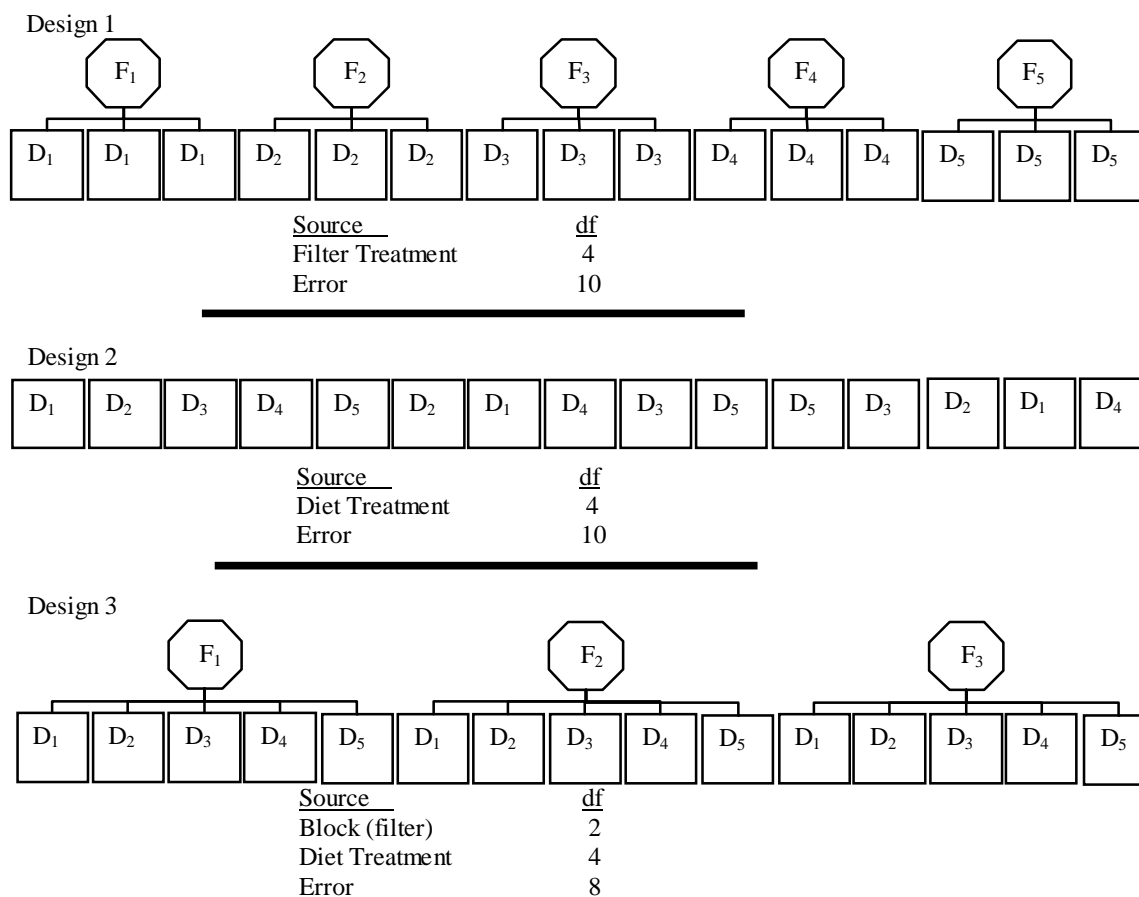 Design 1
F₁ F₂ F₃ F₄ F₅
D₁ D₁ D₁ D₂ D₂ D₂ D₃ D₃ D₃ D₄ D₄ D₄ D₅ D₅ D₅
Source df
Filter Treatment 4
Error 10
Design 2
D₁ D₂ D₃ D₄ D₅ D₂ D₁ D₄ D₃ D₅ D₅ D₃ D₂ D₁ D₄
Source df
Diet Treatment 4
Error 10
Design 3
F₁ F₂ F₃
D₁ D₂ D₃ D₄ D₅ D₁ D₂ D₃ D₄ D₅ D₁ D₂ D₃ D₄ D₅
Source df
Block (filter) 2
Diet Treatment 4
Error 8